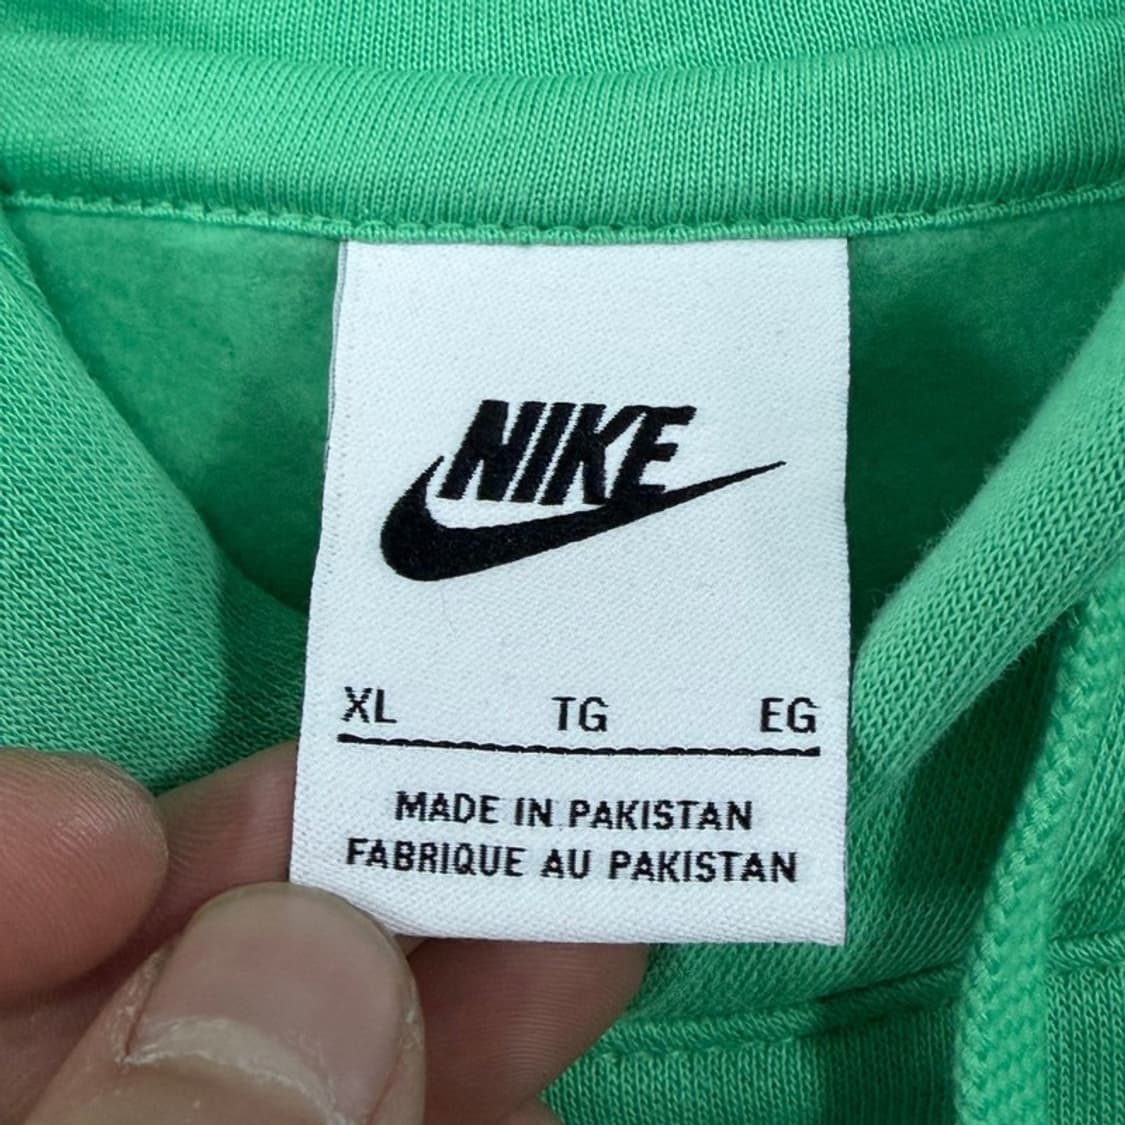 NIKE
XL TG EG
MADE IN PAKISTAN
FABRIQUE AU PAKISTAN